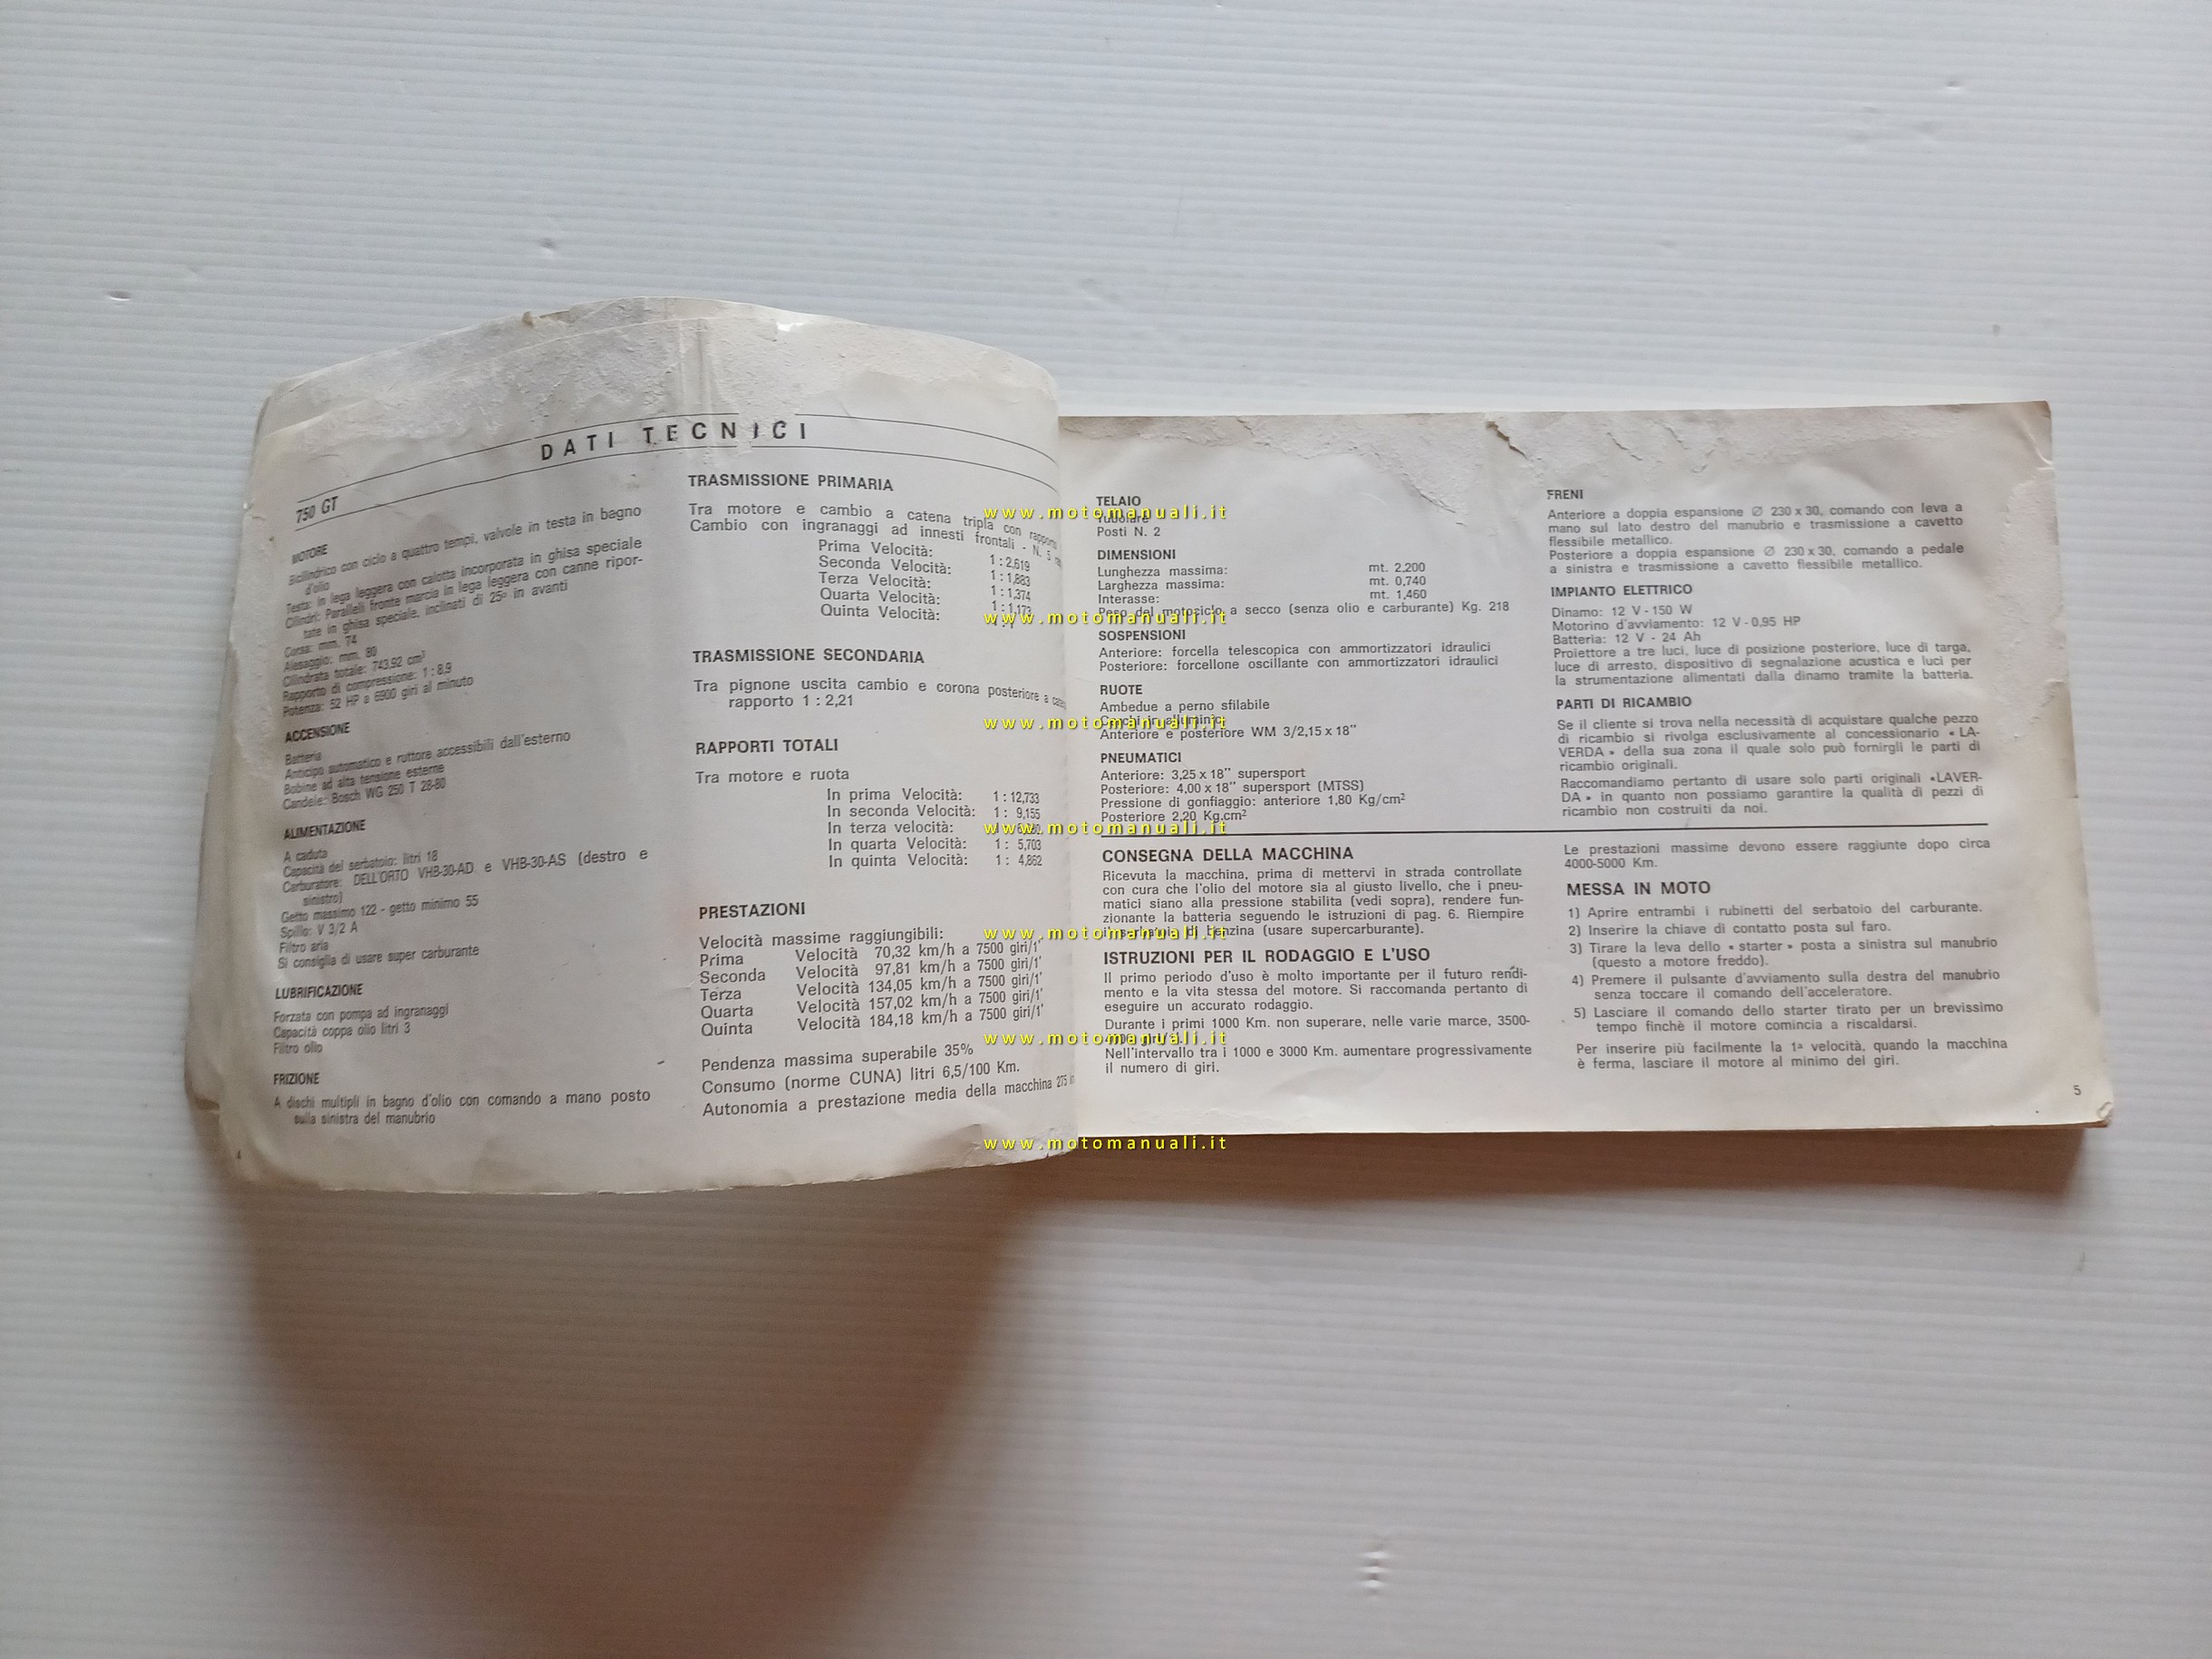 DATI TECNICI
750 GT
MOTORE
Bicilindrico con ciclo a quattro tempi, valvole in testa in bagno
d'olio
Testa: in lega leggera con calotta incorporata in ghisa speciale
Cilindri: Paralleli fronte marcia in lega leggera con canne ripor-
tate in ghisa speciale, inclinati di 25° in avanti
Corsa: mm. 74
Alesaggio: mm. 80
Cilindrata totale: 743,92 cm³
Rapporto di compressione: 1 : 8,9
Potenza: 52 HP a 6900 giri al minuto
ACCENSIONE
Batteria
Anticipo automatico e ruttore accessibili dall'esterno
Bobine ad alta tensione esterne
Candele: Bosch WG 250 T 28-80
ALIMENTAZIONE
A caduta
Capacità del serbatoio: litri 18
Carburatore: DELL'ORTO VHB-30-AD e VHB-30-AS (destro e
sinistro)
Getto massimo 122 - getto minimo 55
Spillo: V 3/2 A
Filtro aria
Si consiglia di usare super carburante
LUBRIFICAZIONE
Forzata con pompa ad ingranaggi
Capacità coppa olio litri 3
Filtro olio
FRIZIONE
A dischi multipli in bagno d'olio con comando a mano posto
sulla sinistra del manubrio
4
TRASMISSIONE PRIMARIA
Tra motore e cambio a catena tripla con rapporto
Cambio con ingranaggi ad innesti frontali - N. 5
Prima Velocità: 1 : 2,619
Seconda Velocità: 1 : 1,883
Terza Velocità: 1 : 1,374
Quarta Velocità: 1 : 1,173
Quinta Velocità: 1 : 1
TRASMISSIONE SECONDARIA
Tra pignone uscita cambio e corona posteriore a
rapporto 1 : 2,21
RAPPORTI TOTALI
Tra motore e ruota
In prima Velocità: 1 : 12,733
In seconda Velocità: 1 : 9,155
In terza velocità:
In quarta Velocità: 1 : 5,703
In quinta Velocità: 1 : 4,862
PRESTAZIONI
Velocità massime raggiungibili:
Prima Velocità 70,32 km/h a 7500 giri/1'
Seconda Velocità 97,81 km/h a 7500 giri/1'
Terza Velocità 134,05 km/h a 7500 giri/1'
Quarta Velocità 157,02 km/h a 7500 giri/1'
Quinta Velocità 184,18 km/h a 7500 giri/1'
Pendenza massima superabile 35%
Consumo (norme CUNA) litri 6,5/100 Km.
Autonomia a prestazione media della macchina 275
TELAIO
Tubolare
Posti N. 2
DIMENSIONI
Lunghezza massima: mt. 2,200
Larghezza massima: mt. 0,740
Interasse: mt. 1,460
Peso del motociclo a secco (senza olio e carburante) Kg. 218
SOSPENSIONI
Anteriore: forcella telescopica con ammortizzatori idraulici
Posteriore: forcellone oscillante con ammortizzatori idraulici
RUOTE
Ambedue a perno sfilabile
Cerchi in alluminio
Anteriore e posteriore WM 3/2,15 x 18"
PNEUMATICI
Anteriore: 3,25 x 18" supersport
Posteriore: 4,00 x 18" supersport (MTSS)
Pressione di gonfiaggio: anteriore 1,80 Kg/cm²
Posteriore 2,20 Kg.cm²
FRENI
Anteriore a doppia espansione ∅ 230 x 30, comando con leva a
mano sul lato destro del manubrio e trasmissione a cavetto
flessibile metallico.
Posteriore a doppia espansione ∅ 230 x 30, comando a pedale
a sinistra e trasmissione a cavetto flessibile metallico.
IMPIANTO ELETTRICO
Dinamo: 12 V - 150 W
Motorino d'avviamento: 12 V - 0,95 HP
Batteria: 12 V - 24 Ah
Proiettore a tre luci, luce di posizione posteriore, luce di targa,
luce di arresto, dispositivo di segnalazione acustica e luci per
la strumentazione alimentati dalla dinamo tramite la batteria.
PARTI DI RICAMBIO
Se il cliente si trova nella necessità di acquistare qualche pezzo
di ricambio si rivolga esclusivamente al concessionario « LA-
VERDA » della sua zona il quale solo può fornirgli le parti di
ricambio originali.
Raccomandiamo pertanto di usare solo parti originali «LAVER-
DA » in quanto non possiamo garantire la qualità di pezzi di
ricambio non costruiti da noi.
CONSEGNA DELLA MACCHINA
Ricevuta la macchina, prima di mettervi in strada controllate
con cura che l'olio del motore sia al giusto livello, che i pneu-
matici siano alla pressione stabilita (vedi sopra), rendere fun-
zionante la batteria seguendo le istruzioni di pag. 6. Riempire
il serbatoio di benzina (usare supercarburante).
ISTRUZIONI PER IL RODAGGIO E L'USO
Il primo periodo d'uso è molto importante per il futuro rendi-
mento e la vita stessa del motore. Si raccomanda pertanto di
eseguire un accurato rodaggio.
Durante i primi 1000 Km. non superare, nelle varie marce, 3500-
4000 giri/1'.
Nell'intervallo tra i 1000 e 3000 Km. aumentare progressivamente
il numero di giri.
Le prestazioni massime devono essere raggiunte dopo circa
4000-5000 Km.
MESSA IN MOTO
1) Aprire entrambi i rubinetti del serbatoio del carburante.
2) Inserire la chiave di contatto posta sul faro.
3) Tirare la leva dello « starter » posta a sinistra sul manubrio
(questo a motore freddo).
4) Premere il pulsante d'avviamento sulla destra del manubrio
senza toccare il comando dell'acceleratore.
5) Lasciare il comando dello starter tirato per un brevissimo
tempo finchè il motore comincia a riscaldarsi.
Per inserire più facilmente la 1ª velocità, quando la macchina
è ferma, lasciare il motore al minimo dei giri.
5
www.motomanuali.it
www.motomanuali.it
www.motomanuali.it
www.motomanuali.it
www.motomanuali.it
www.motomanuali.it
www.motomanuali.it